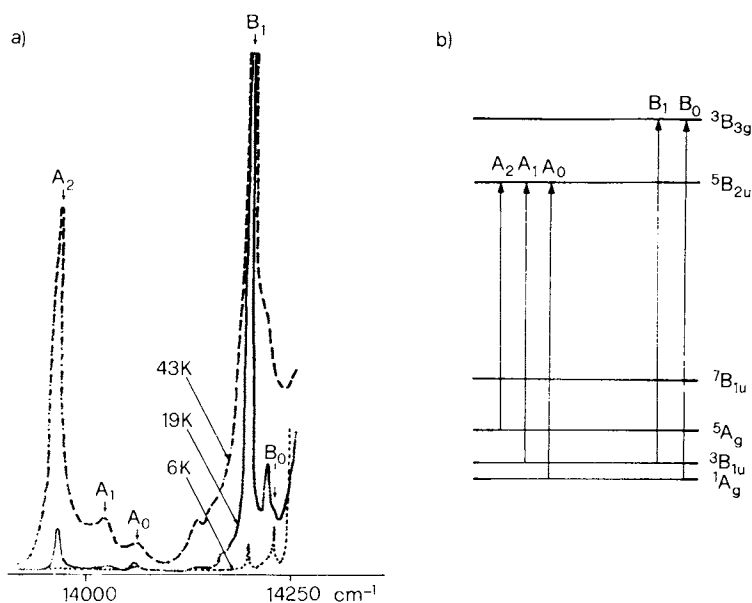 a)
B₁
A₂
A₁
A₀
43K
19K
6K
B₀
14000
14250 cm⁻¹
b)
B₁ B₀
³B₃g
A₂ A₁ A₀
⁵B₂u
⁷B₁u
⁵Ag
³B₁u
¹Ag